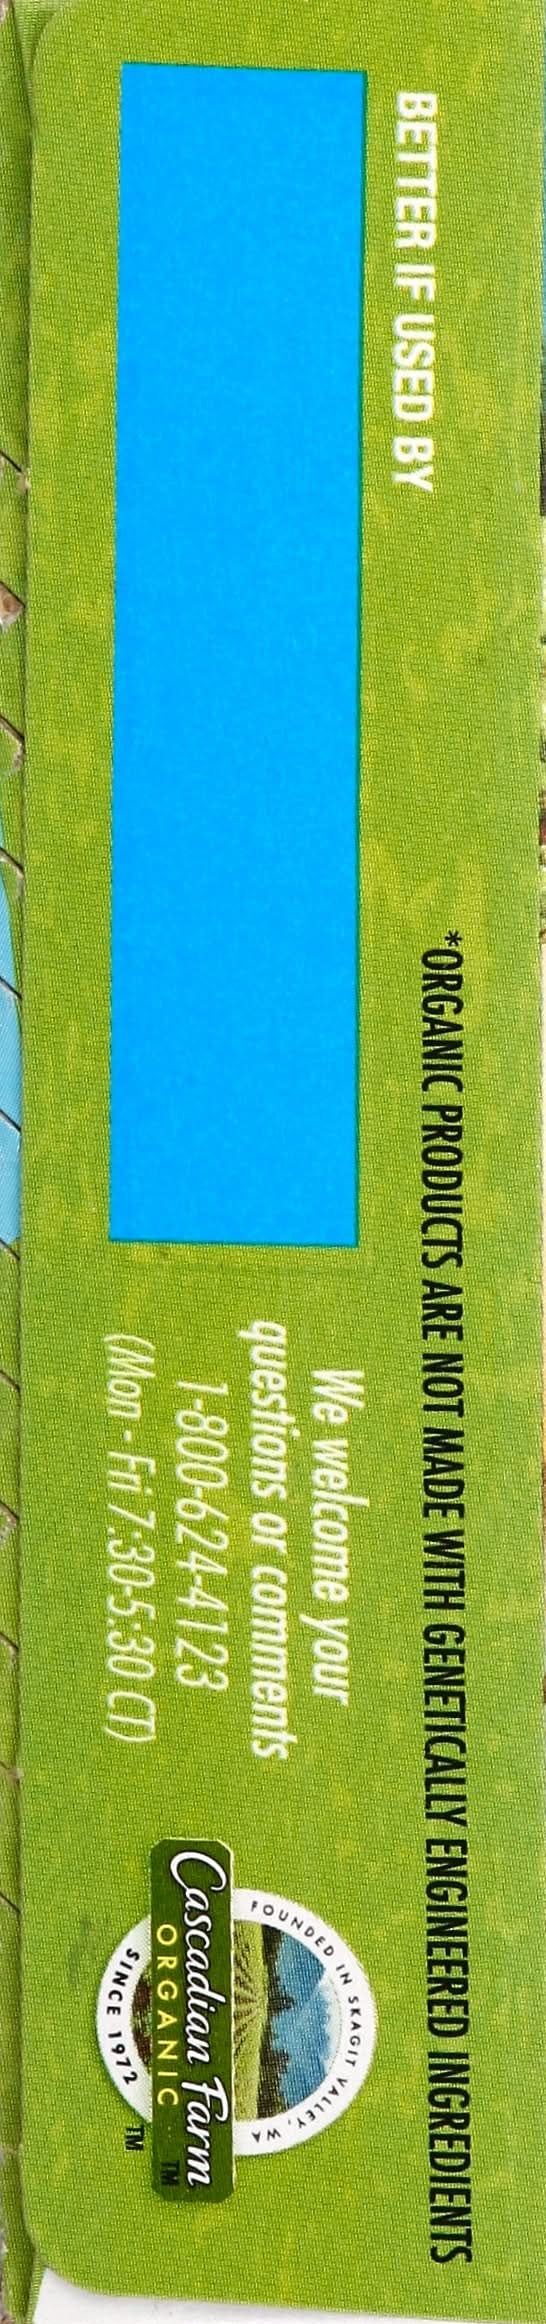 BETTER IF USED BY
*ORGANIC PRODUCTS ARE NOT MADE WITH GENETICALLY ENGINEERED INGREDIENTS
We welcome your
questions or comments
1-800-624-4123
(Mon - Fri 7:30-5:30 CT)
FOUNDED IN SKAGIT VALLEY, WA
Cascadian Farm™
ORGANIC
SINCE 1972
™